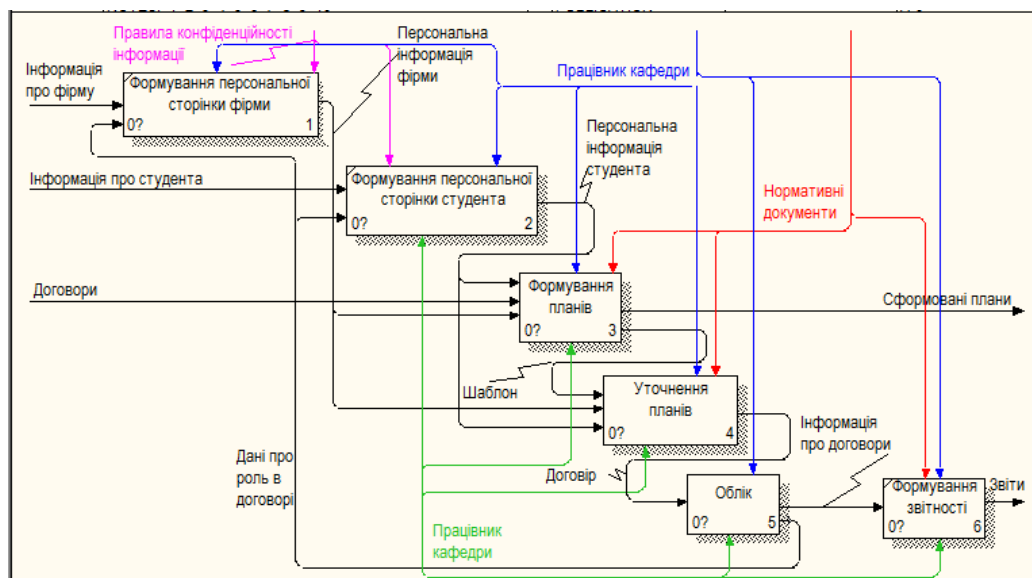 Правила конфіденційності
інформації
Персональна
інформація
фірми
Інформація
про фірму
Формування персональної
сторінки фірми
0?
1
Працівник кафедри
Персональна
інформація
студента
Інформація про студента
Формування персональної
сторінки студента
0?
2
Нормативні
документи
Договори
Формування
планів
0?
3
Сформовані плани
Шаблон
Уточнення
планів
0?
4
Інформація
про договори
Дані про
роль в
договорі
Договір
Облік
0?
5
Формування
звітності
0?
6
Звіти
Працівник
кафедри